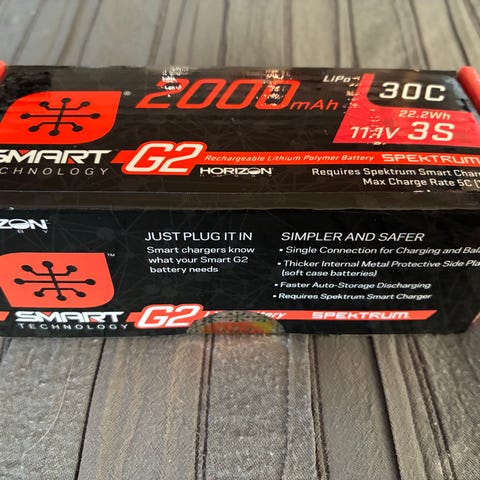 2000mAh
LiPo
30C
22.2Wh
11.1V 3S
SMART
TECHNOLOGY
G2
Rechargeable Lithium Polymer Battery
SPEKTRUM
HORIZON
Requires Spektrum Smart Char
Max Charge Rate 5C
ZON
JUST PLUG IT IN
Smart chargers know
what your Smart G2
battery needs
SIMPLER AND SAFER
• Single Connection for Charging and Bala
• Thicker Internal Metal Protective Side Pla
(soft case batteries)
• Faster Auto-Storage Discharging
• Requires Spektrum Smart Charger
SMART
TECHNOLOGY
G2
SPEKTRUM